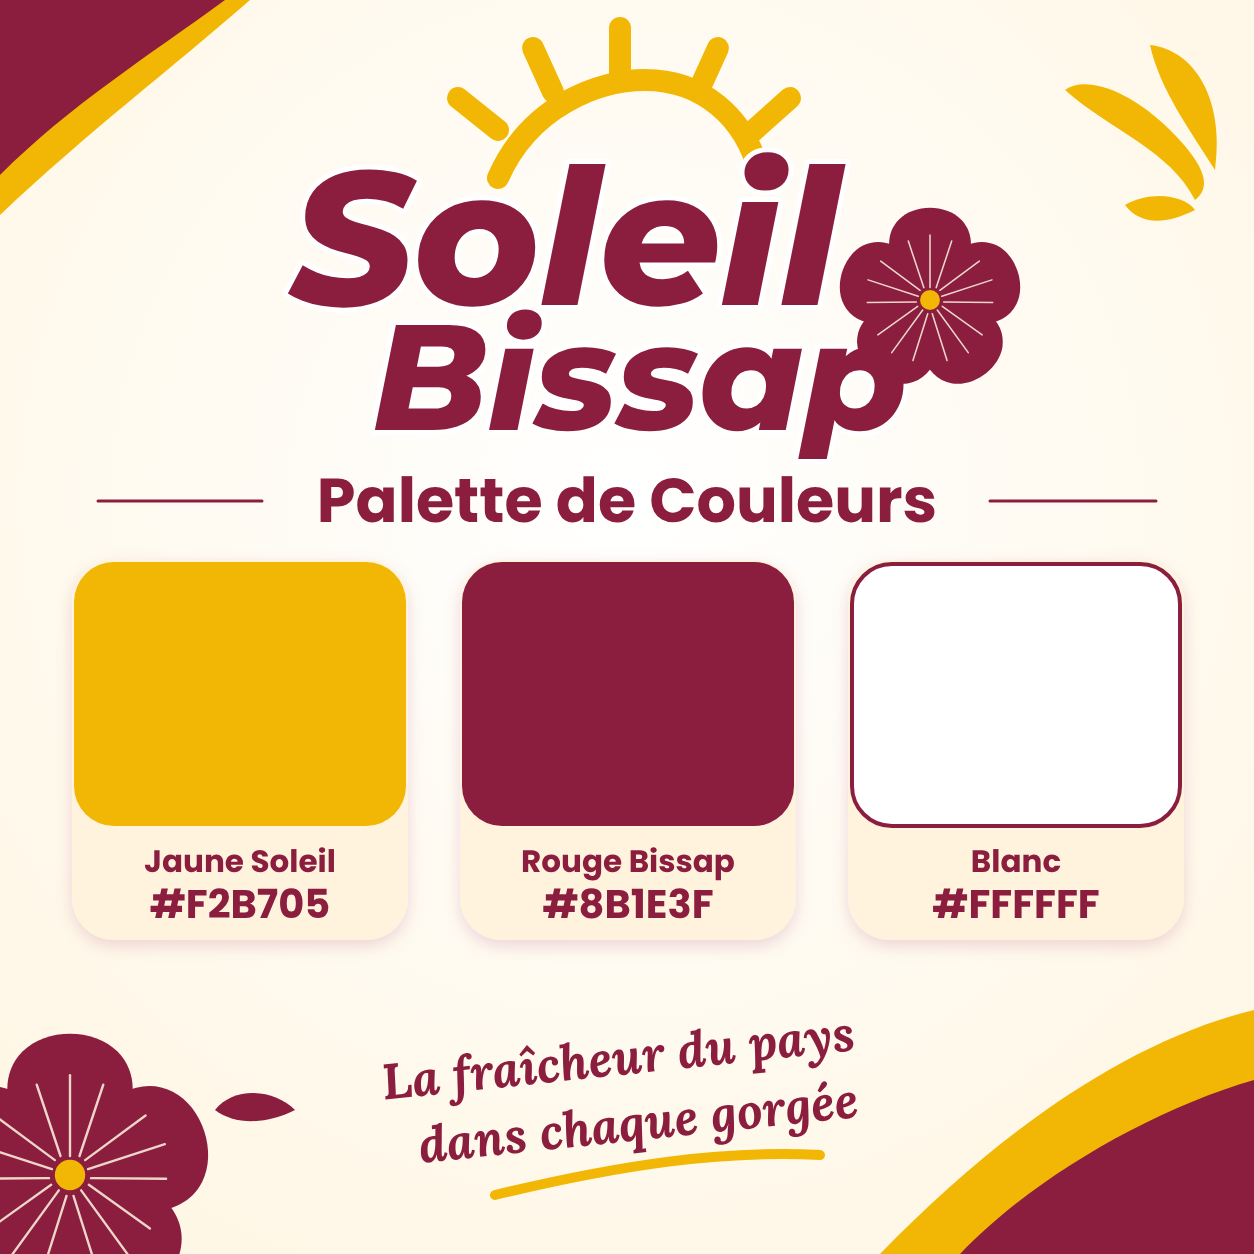 Soleil
Bissap
Palette de Couleurs
Jaune Soleil
#F2B705
Rouge Bissap
#8B1E3F
Blanc
#FFFFFF
La fraîcheur du pays
dans chaque gorgée